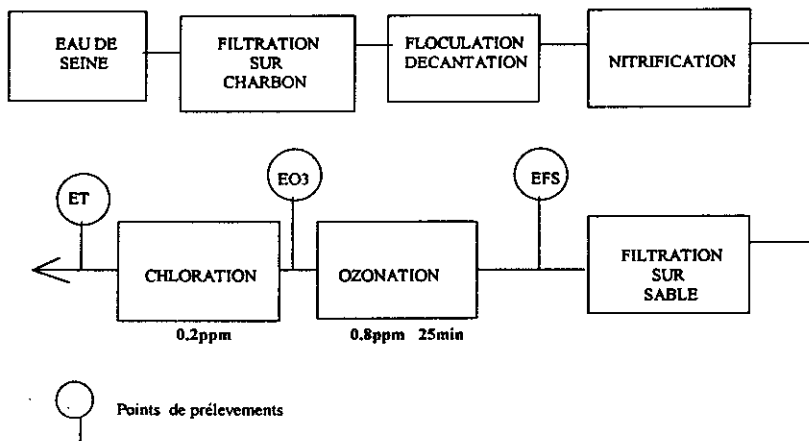 EAU DE
SEINE
FILTRATION
SUR
CHARBON
FLOCULATION
DECANTATION
NITRIFICATION
ET
EO3
EFS
CHLORATION
OZONATION
FILTRATION
SUR
SABLE
0,2ppm
0,8ppm 25min
Points de prélevements